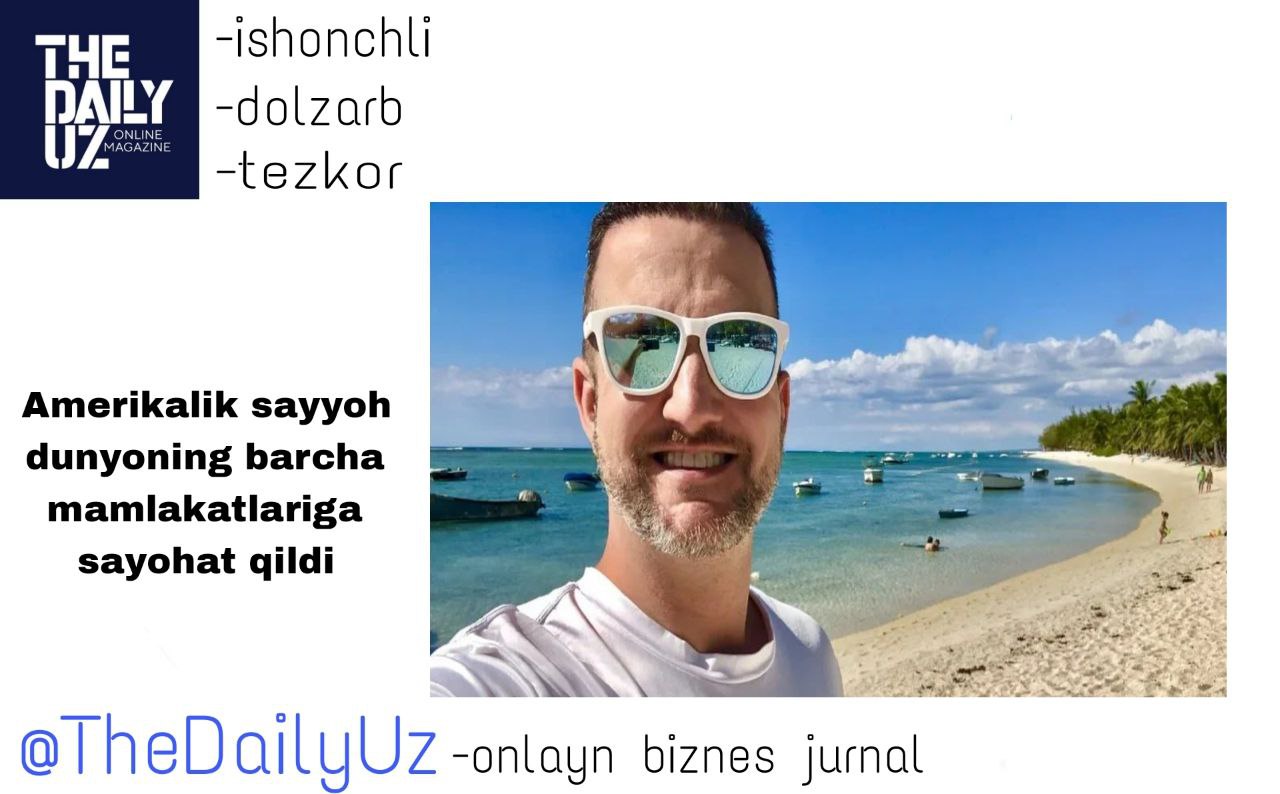 THE
DAILY
UZ ONLINE
MAGAZINE
-ishonchli
-dolzarb
-tezkor
Amerikalik sayyoh
dunyoning barcha
mamlakatlariga
sayohat qildi
@TheDailyUz -onlayn biznes jurnal